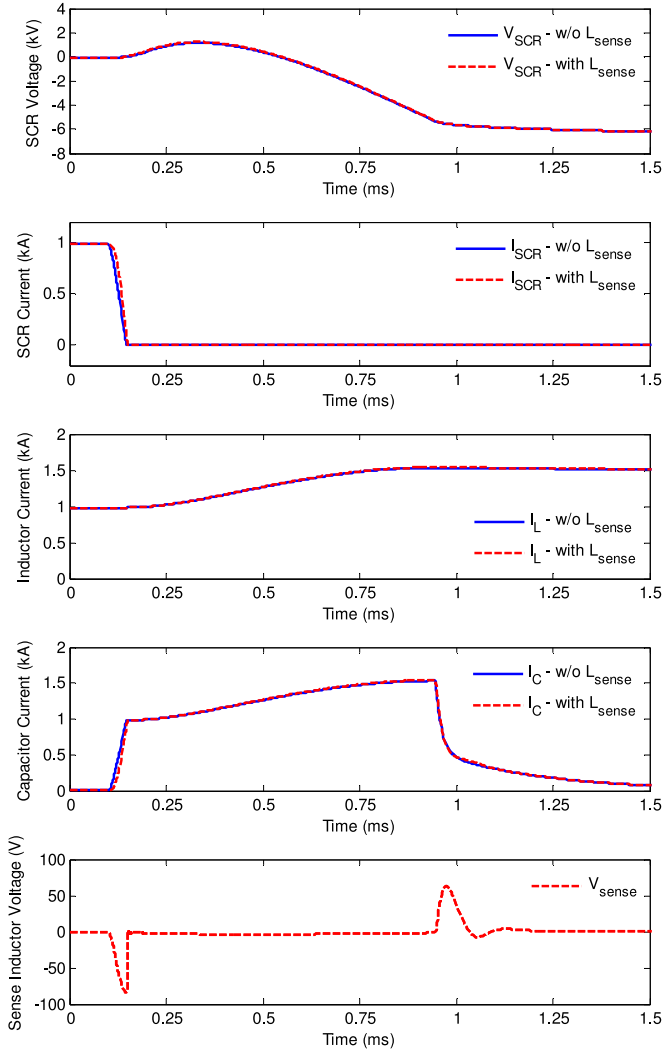 SCR Voltage (kV)
4
2
0
-2
-4
-6
-8
V_SCR - w/o L_sense
V_SCR - with L_sense
0 0.25 0.5 0.75 1 1.25 1.5
Time (ms)
SCR Current (kA)
1
0.5
0
I_SCR - w/o L_sense
I_SCR - with L_sense
0 0.25 0.5 0.75 1 1.25 1.5
Time (ms)
Inductor Current (kA)
2
1.5
1
0.5
0
I_L - w/o L_sense
I_L - with L_sense
0 0.25 0.5 0.75 1 1.25 1.5
Time (ms)
Capacitor Current (kA)
2
1.5
1
0.5
0
I_C - w/o L_sense
I_C - with L_sense
0 0.25 0.5 0.75 1 1.25 1.5
Time (ms)
Sense Inductor Voltage (V)
100
50
0
-50
-100
V_sense
0 0.25 0.5 0.75 1 1.25 1.5
Time (ms)